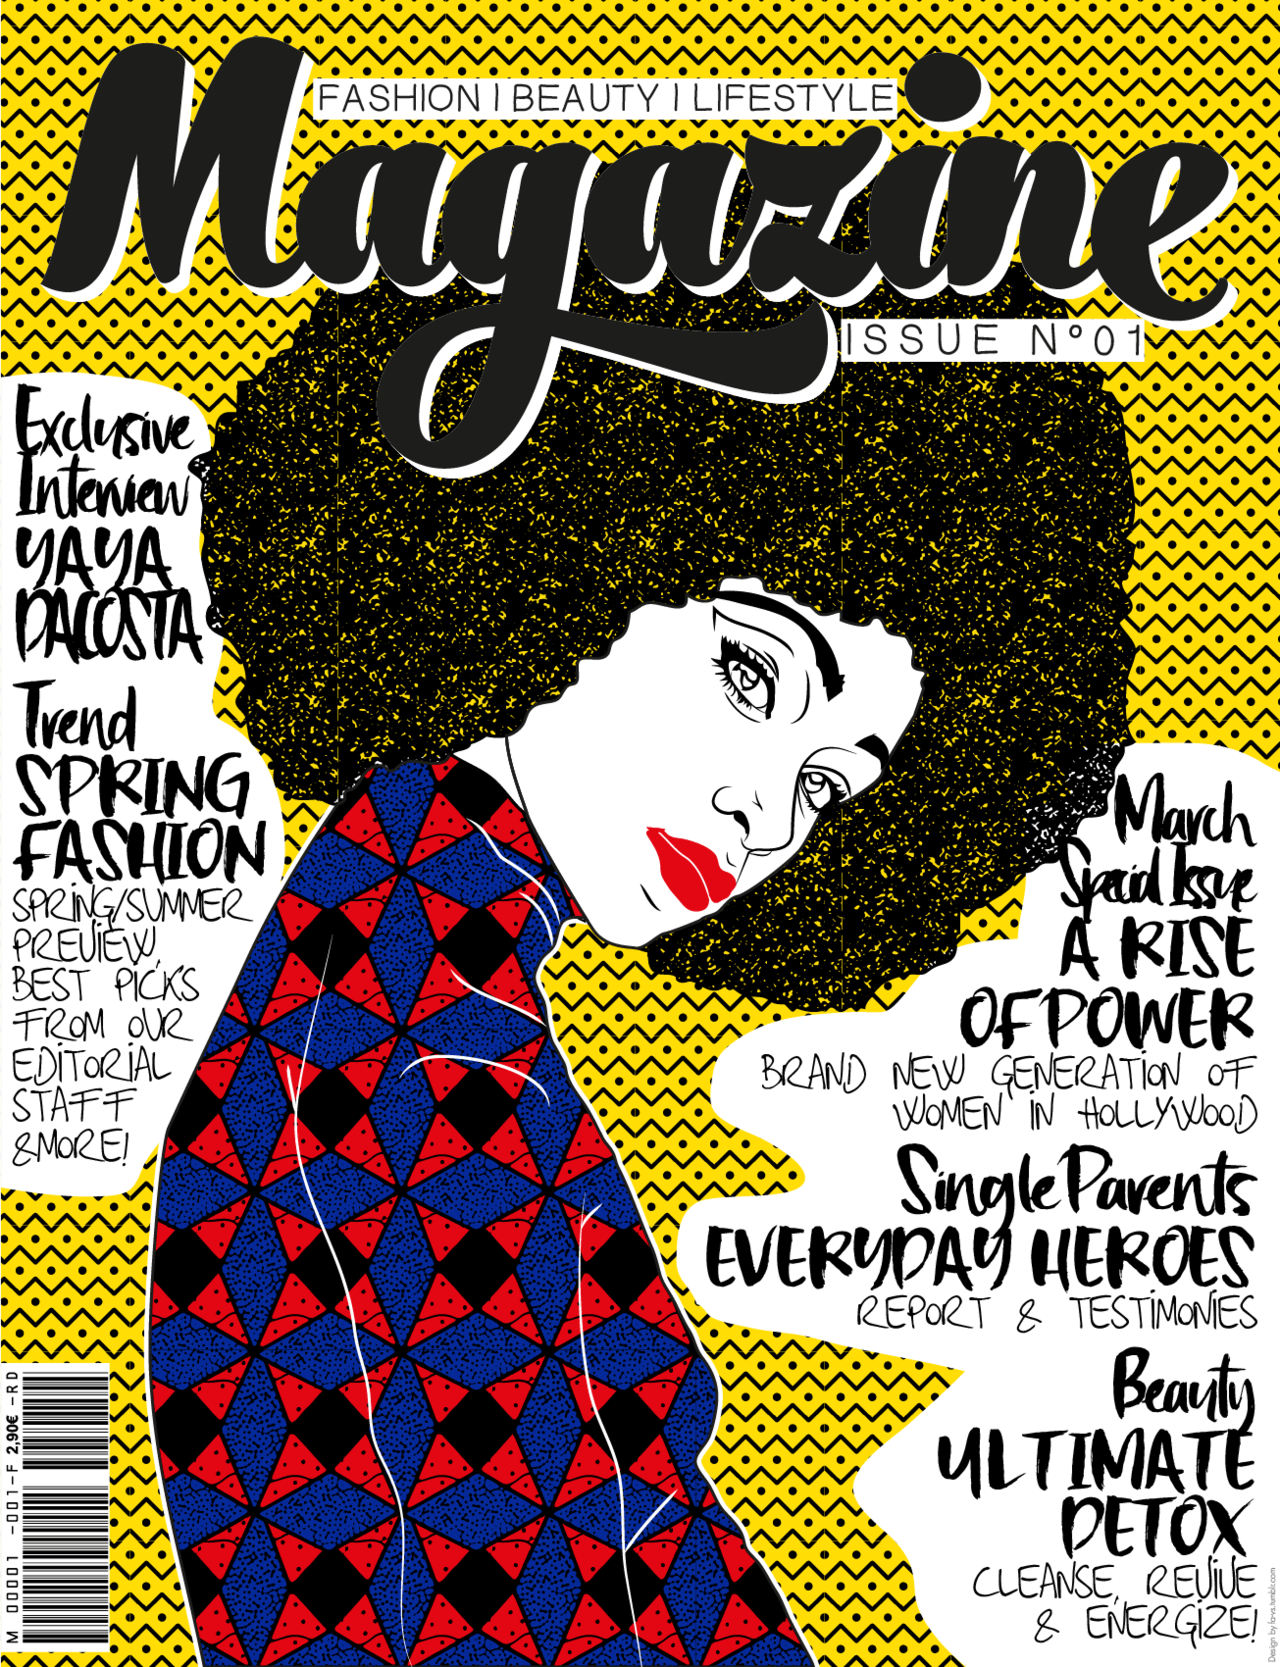 FASHION | BEAUTY | LIFESTYLE
Magazine
ISSUE N°01
Exclusive
Interview
YAYA
DACOSTA
Trend
SPRING
FASHION
SPRING/SUMMER
PREVIEW,
BEST PICKS
FROM OUR
EDITORIAL
STAFF
&MORE!
March
Special Issue
A RISE
OF POWER
BRAND NEW GENERATION OF
WOMEN IN HOLLYWOOD
Single Parents
EVERYDAY HEROES
REPORT & TESTIMONIES
Beauty
ULTIMATE
DETOX
CLEANSE, REVIVE
& ENERGIZE!
M 00001 -001-F 2,90€ -RD